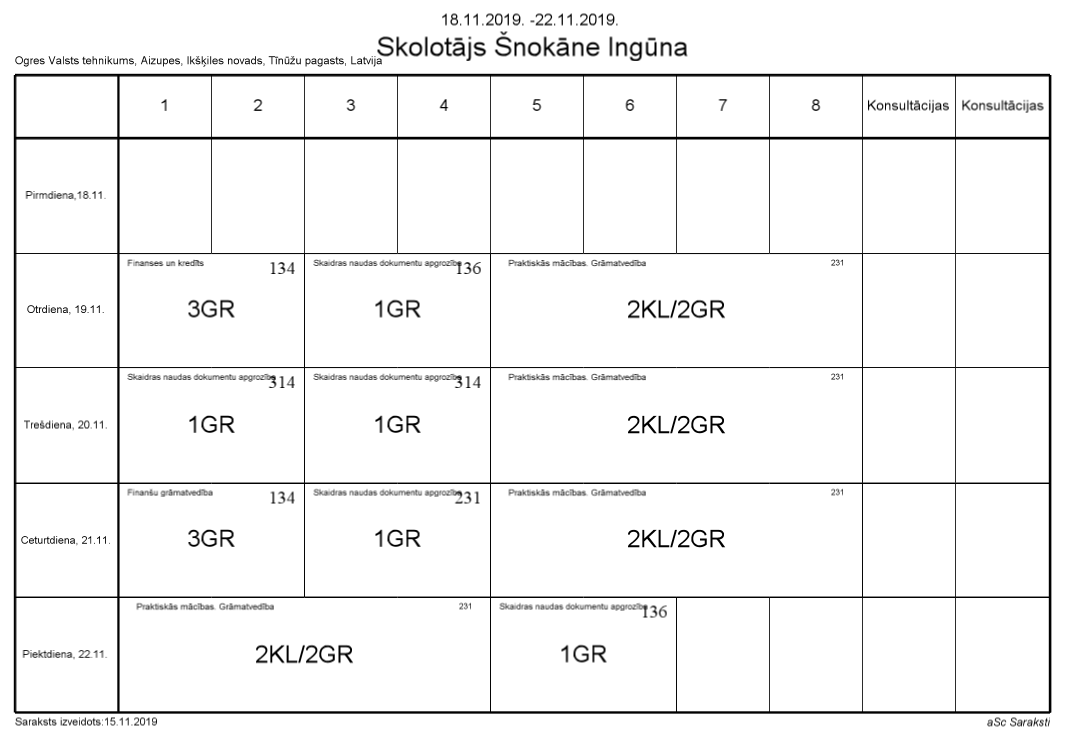 18.11.2019. -22.11.2019.
Skolotājs Šnokāne Ingūna
Ogres Valsts tehnikums, Aizupes, Ikšķiles novads, Tīnūžu pagasts, Latvija
1 2 3 4 5 6 7 8 Konsultācijas Konsultācijas
Pirmdiena,18.11.
Finanses un kredīts 134 Skaidras naudas dokumentu apgrozība 136 Praktiskās mācības. Grāmatvedība 231
Otrdiena, 19.11. 3GR 1GR 2KL/2GR
Skaidras naudas dokumentu apgrozība 314 Skaidras naudas dokumentu apgrozība 314 Praktiskās mācības. Grāmatvedība 231
Trešdiena, 20.11. 1GR 1GR 2KL/2GR
Finanšu grāmatvedība 134 Skaidras naudas dokumentu apgrozība 231 Praktiskās mācības. Grāmatvedība 231
Ceturtdiena, 21.11. 3GR 1GR 2KL/2GR
Praktiskās mācības. Grāmatvedība 231 Skaidras naudas dokumentu apgrozība 136
Piektdiena, 22.11. 2KL/2GR 1GR
Saraksts izveidots:15.11.2019 aSc Saraksti